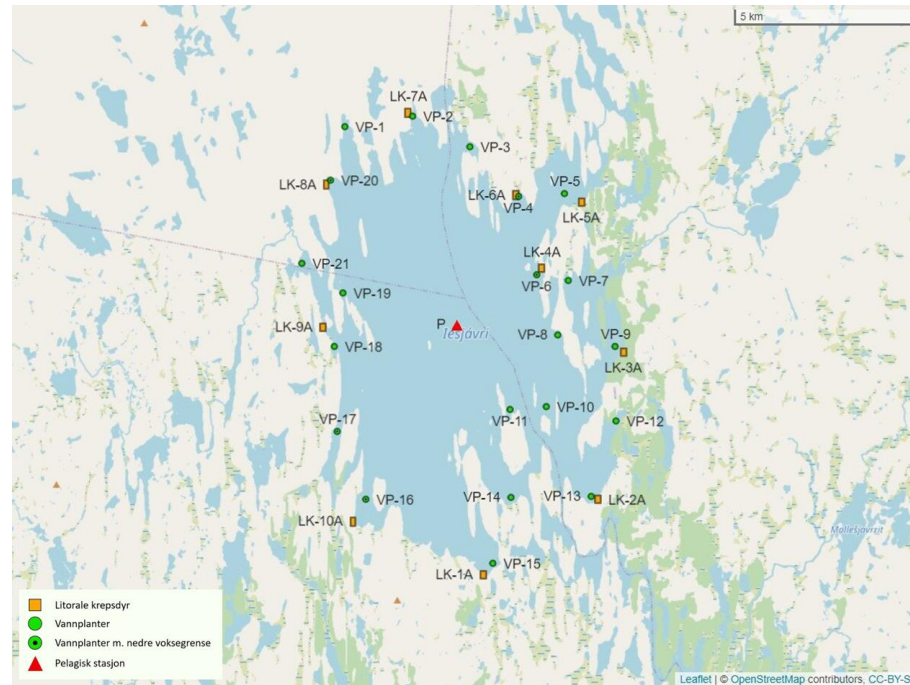 5 km
LK-7A
VP-2
VP-1
VP-3
VP-20
LK-8A
LK-6A
VP-4
VP-5
LK-5A
LK-4A
VP-6
VP-7
VP-21
VP-19
P
Iešjávri
LK-9A
VP-18
VP-8
VP-9
LK-3A
VP-10
VP-11
VP-12
VP-17
VP-16
LK-10A
VP-14
VP-13
LK-2A
VP-15
LK-1A
Litorale krepsdyr
Vannplanter
Vannplanter m. nedre voksegrense
Pelagisk stasjon
Leaflet | © OpenStreetMap contributors, CC-BY-S